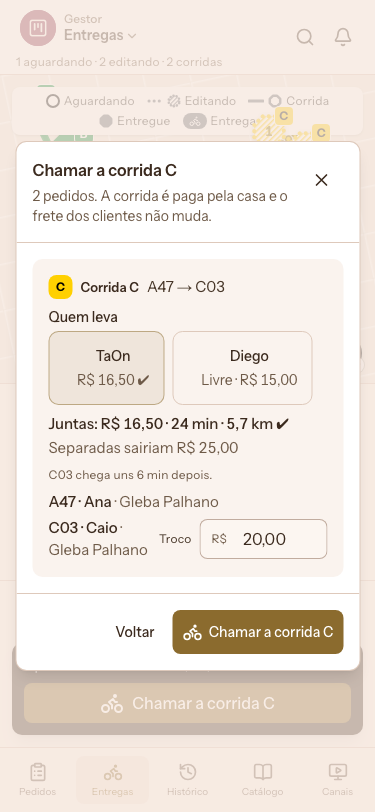 Gestor
Entregas
1 aguardando · 2 editando · 2 corridas
Aguardando
Editando
Corrida
Entregue
C
1
C
Chamar a corrida C
2 pedidos. A corrida é paga pela casa e o
frete dos clientes não muda.
C Corrida C A47 → C03
Quem leva
TaOn
R$ 16,50 ✔
Diego
Livre · R$ 15,00
Juntas: R$ 16,50 · 24 min · 5,7 km ✔
Separadas sairiam R$ 25,00
C03 chega uns 6 min depois.
A47 · Ana · Gleba Palhano
C03 · Caio ·
Gleba Palhano
Troco R$ 20,00
Voltar
Chamar a corrida C
Chamar a corrida C
Pedidos
Entregas
Histórico
Catálogo
Canais